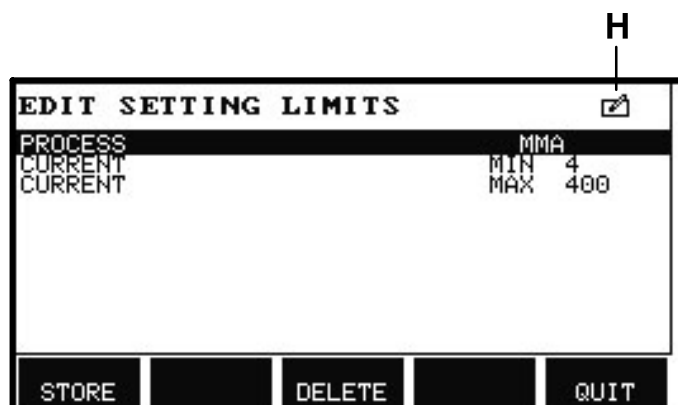 H
EDIT SETTING LIMITS
PROCESS MMA
CURRENT MIN 4
CURRENT MAX 400
STORE DELETE QUIT